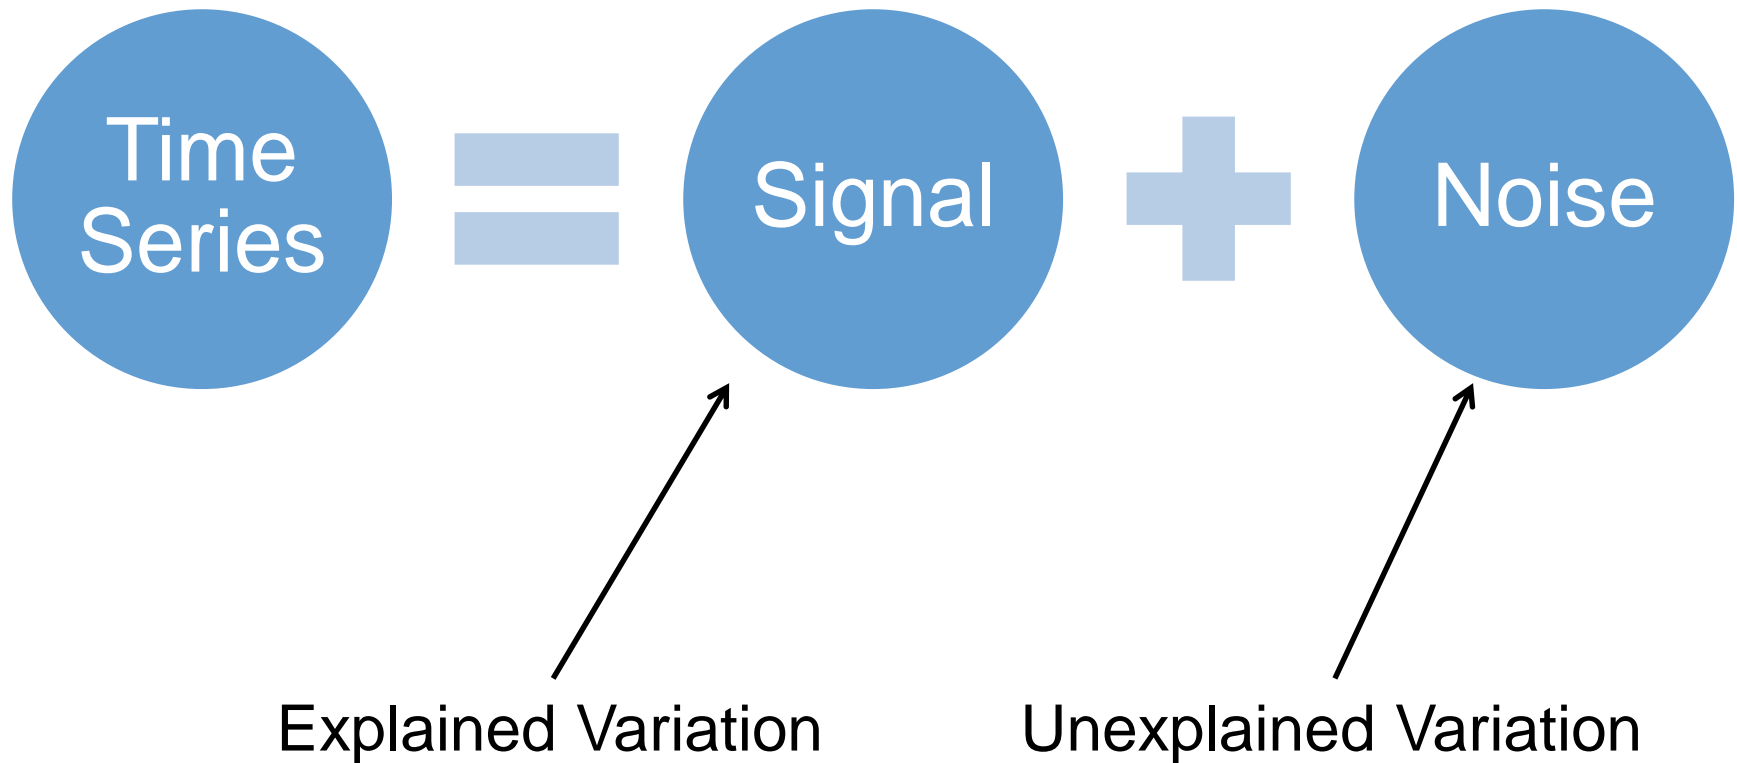 Time
Series
Signal
Noise
Explained Variation
Unexplained Variation